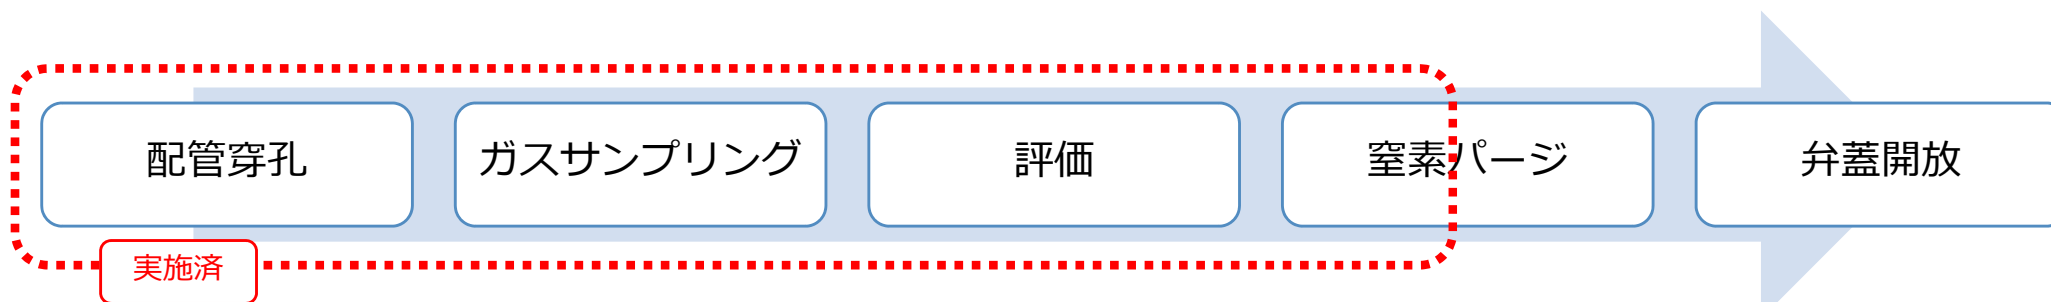 配管穿孔
ガスサンプリング
評価
窒素パージ
弁蓋開放
実施済